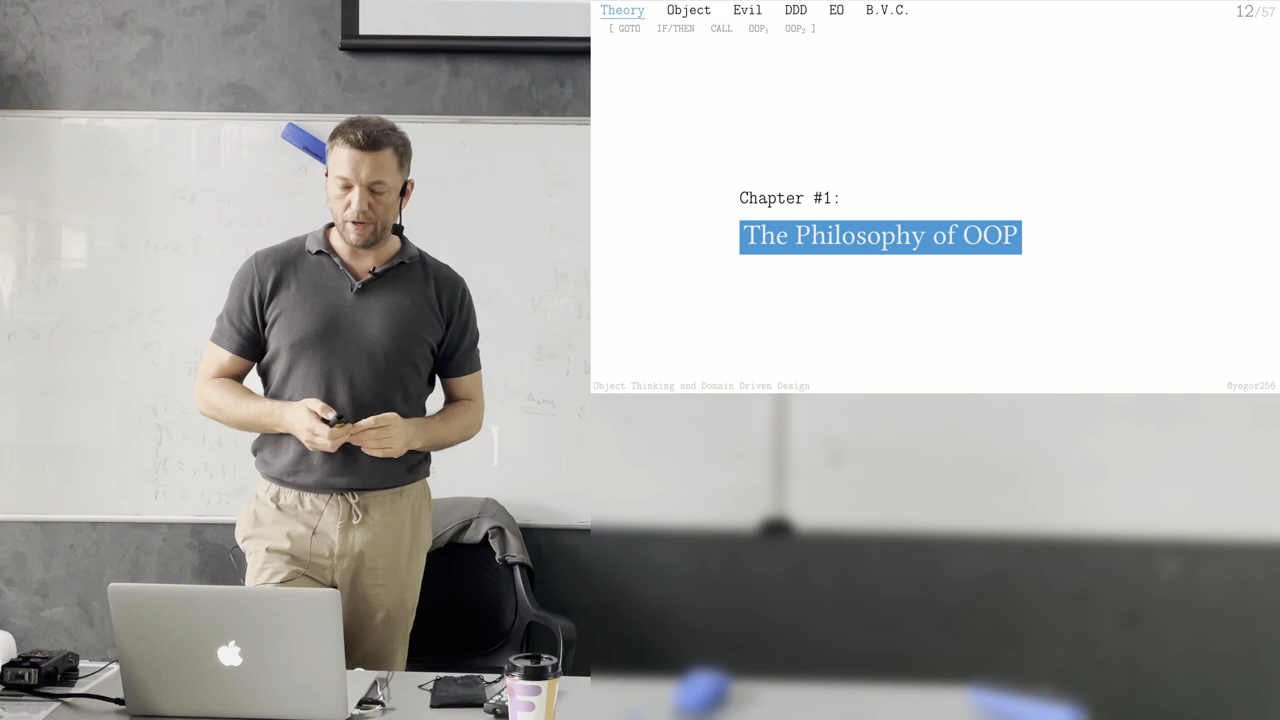 Theory Object Evil DDD EO B.V.C.
12/57
[ GOTO IF/THEN CALL OOP₁ OOP₂ ]
Chapter #1:
The Philosophy of OOP
Object Thinking and Domain Driven Design
@yegor256